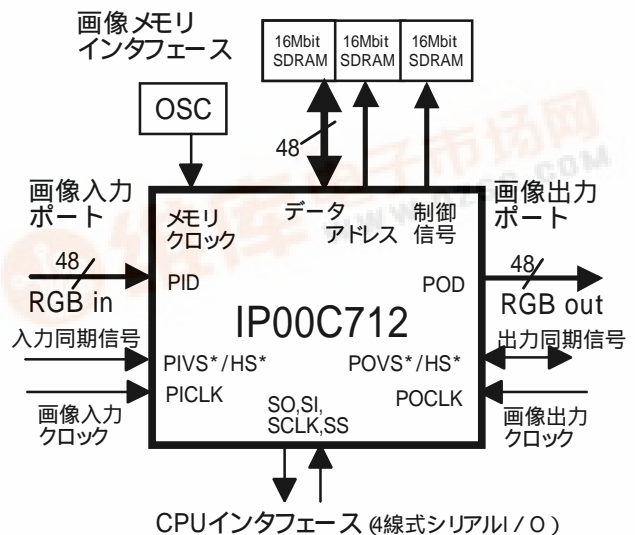 画像メモリ
インタフェース
16Mbit
SDRAM
16Mbit
SDRAM
16Mbit
SDRAM
OSC
48
画像入力
ポート
メモリ
クロック
データ
アドレス
制御
信号
画像出力
ポート
48
RGB in
PID
POD
48
RGB out
IP00C712
入力同期信号
PIVS*/HS*
POVS*/HS*
出力同期信号
PICLK
POCLK
画像入力
クロック
SO,SI,
SCLK,SS
画像出力
クロック
CPUインタフェース(4線式シリアルI/O)